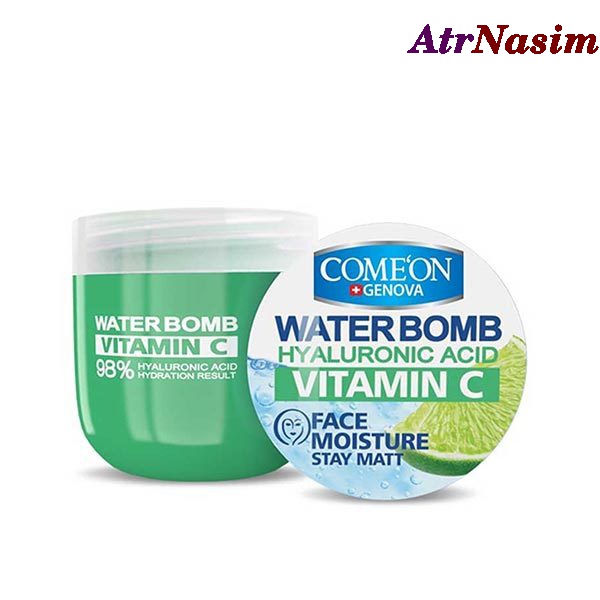 AtrNasim
WATER BOMB
VITAMIN C
98% HYALURONIC ACID
HYDRATION RESULT
COME'ON
GENOVA
WATER BOMB
HYALURONIC ACID
VITAMIN C
FACE
MOISTURE
STAY MATT